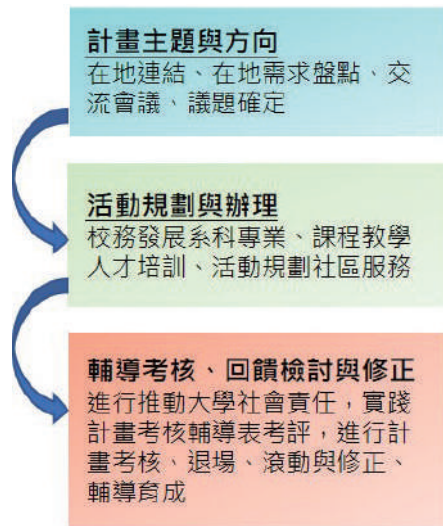 計畫主題與方向
在地連結、在地需求盤點、交
流會議、議題確定
活動規劃與辦理
校務發展系科專業、課程教學
人才培訓、活動規劃社區服務
輔導考核、回饋檢討與修正
進行推動大學社會責任，實踐
計畫考核輔導表考評，進行計
畫考核、退場、滾動與修正、
輔導育成